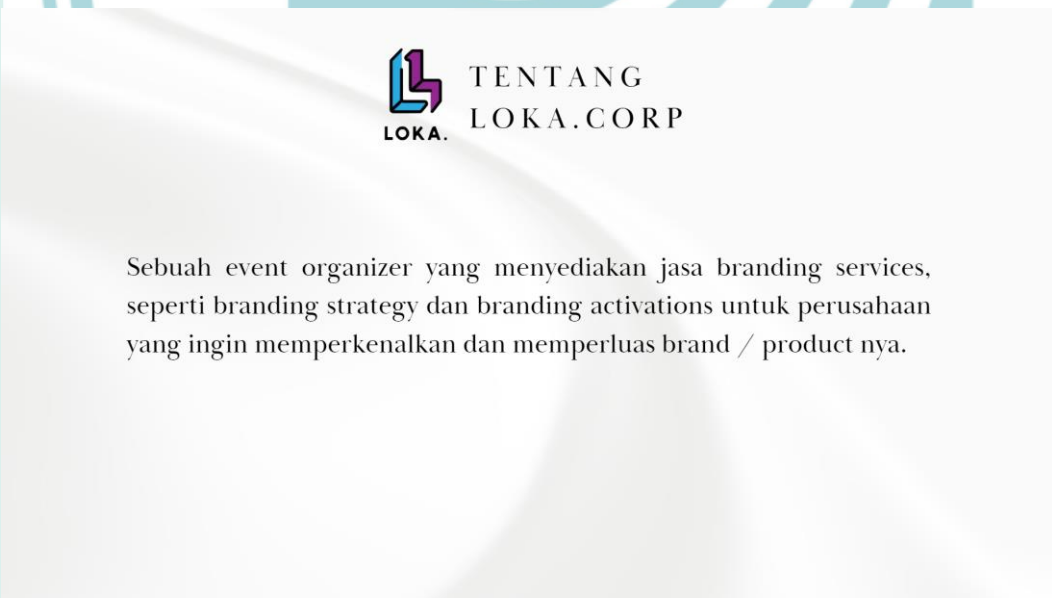 LOKA.
TENTANG
LOKA.CORP
Sebuah event organizer yang menyediakan jasa branding services,
seperti branding strategy dan branding activations untuk perusahaan
yang ingin memperkenalkan dan memperluas brand / product nya.